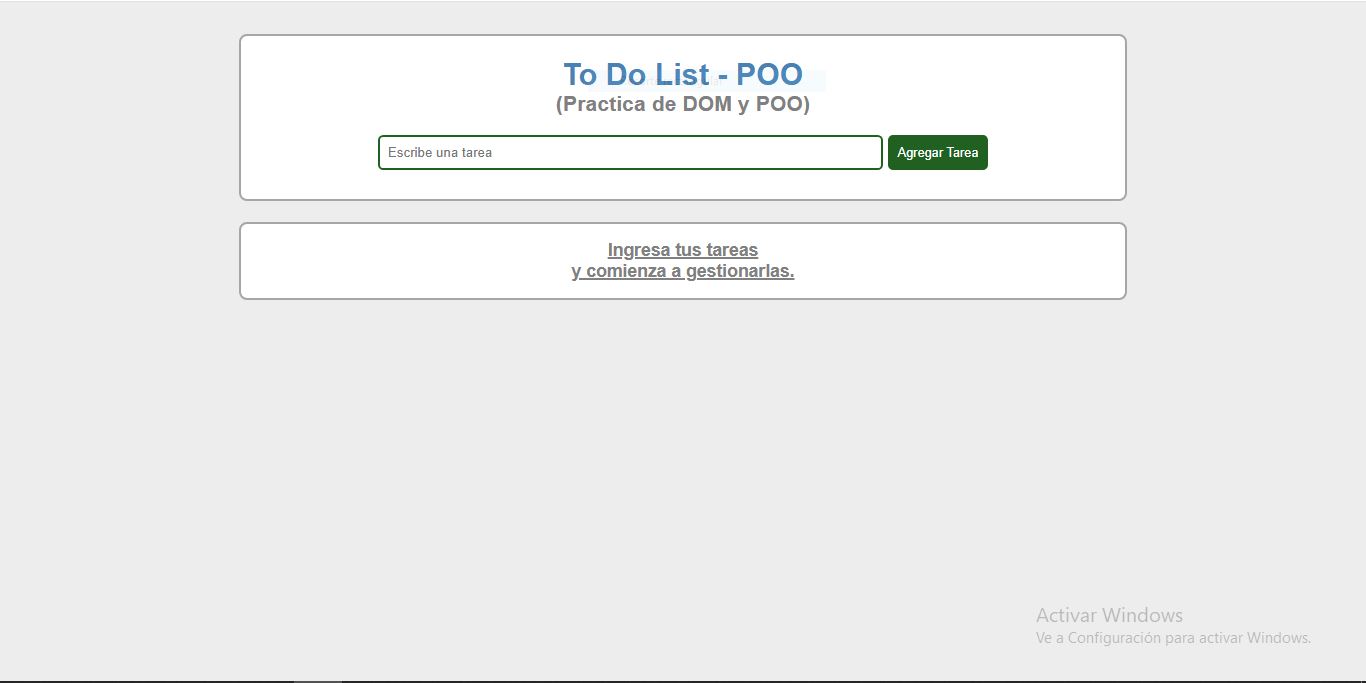 To Do List - POO
(Practica de DOM y POO)
Escribe una tarea
Agregar Tarea
Ingresa tus tareas
y comienza a gestionarlas.
Activar Windows
Ve a Configuración para activar Windows.